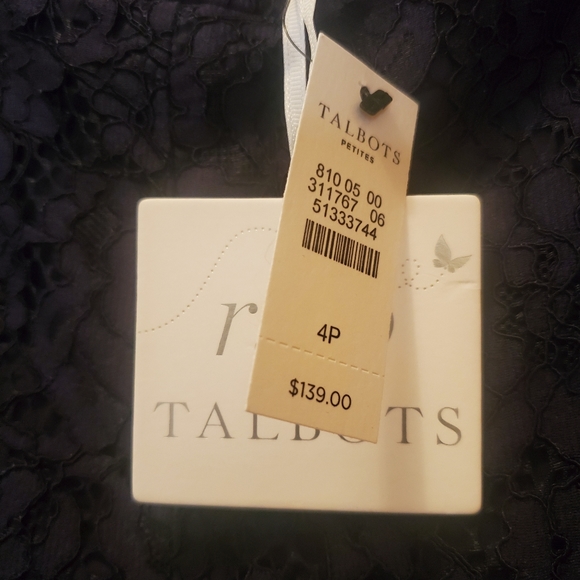 TALBOTS
PETITES
810 05 00
311767 06
51333744
4P
$139.00
TALBOTS